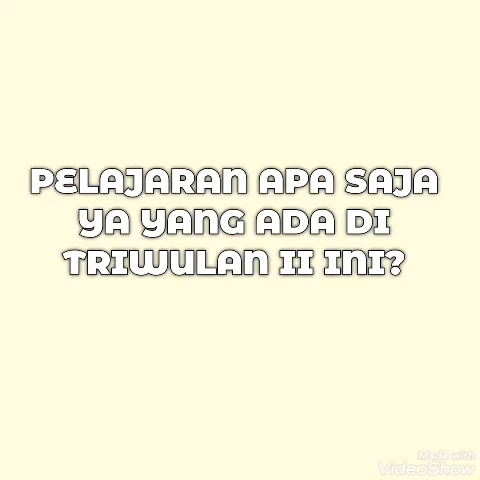 PELAJARAN APA SAJA
YA YANG ADA DI
TRIWULAN II INI?
Made with
VideoShow